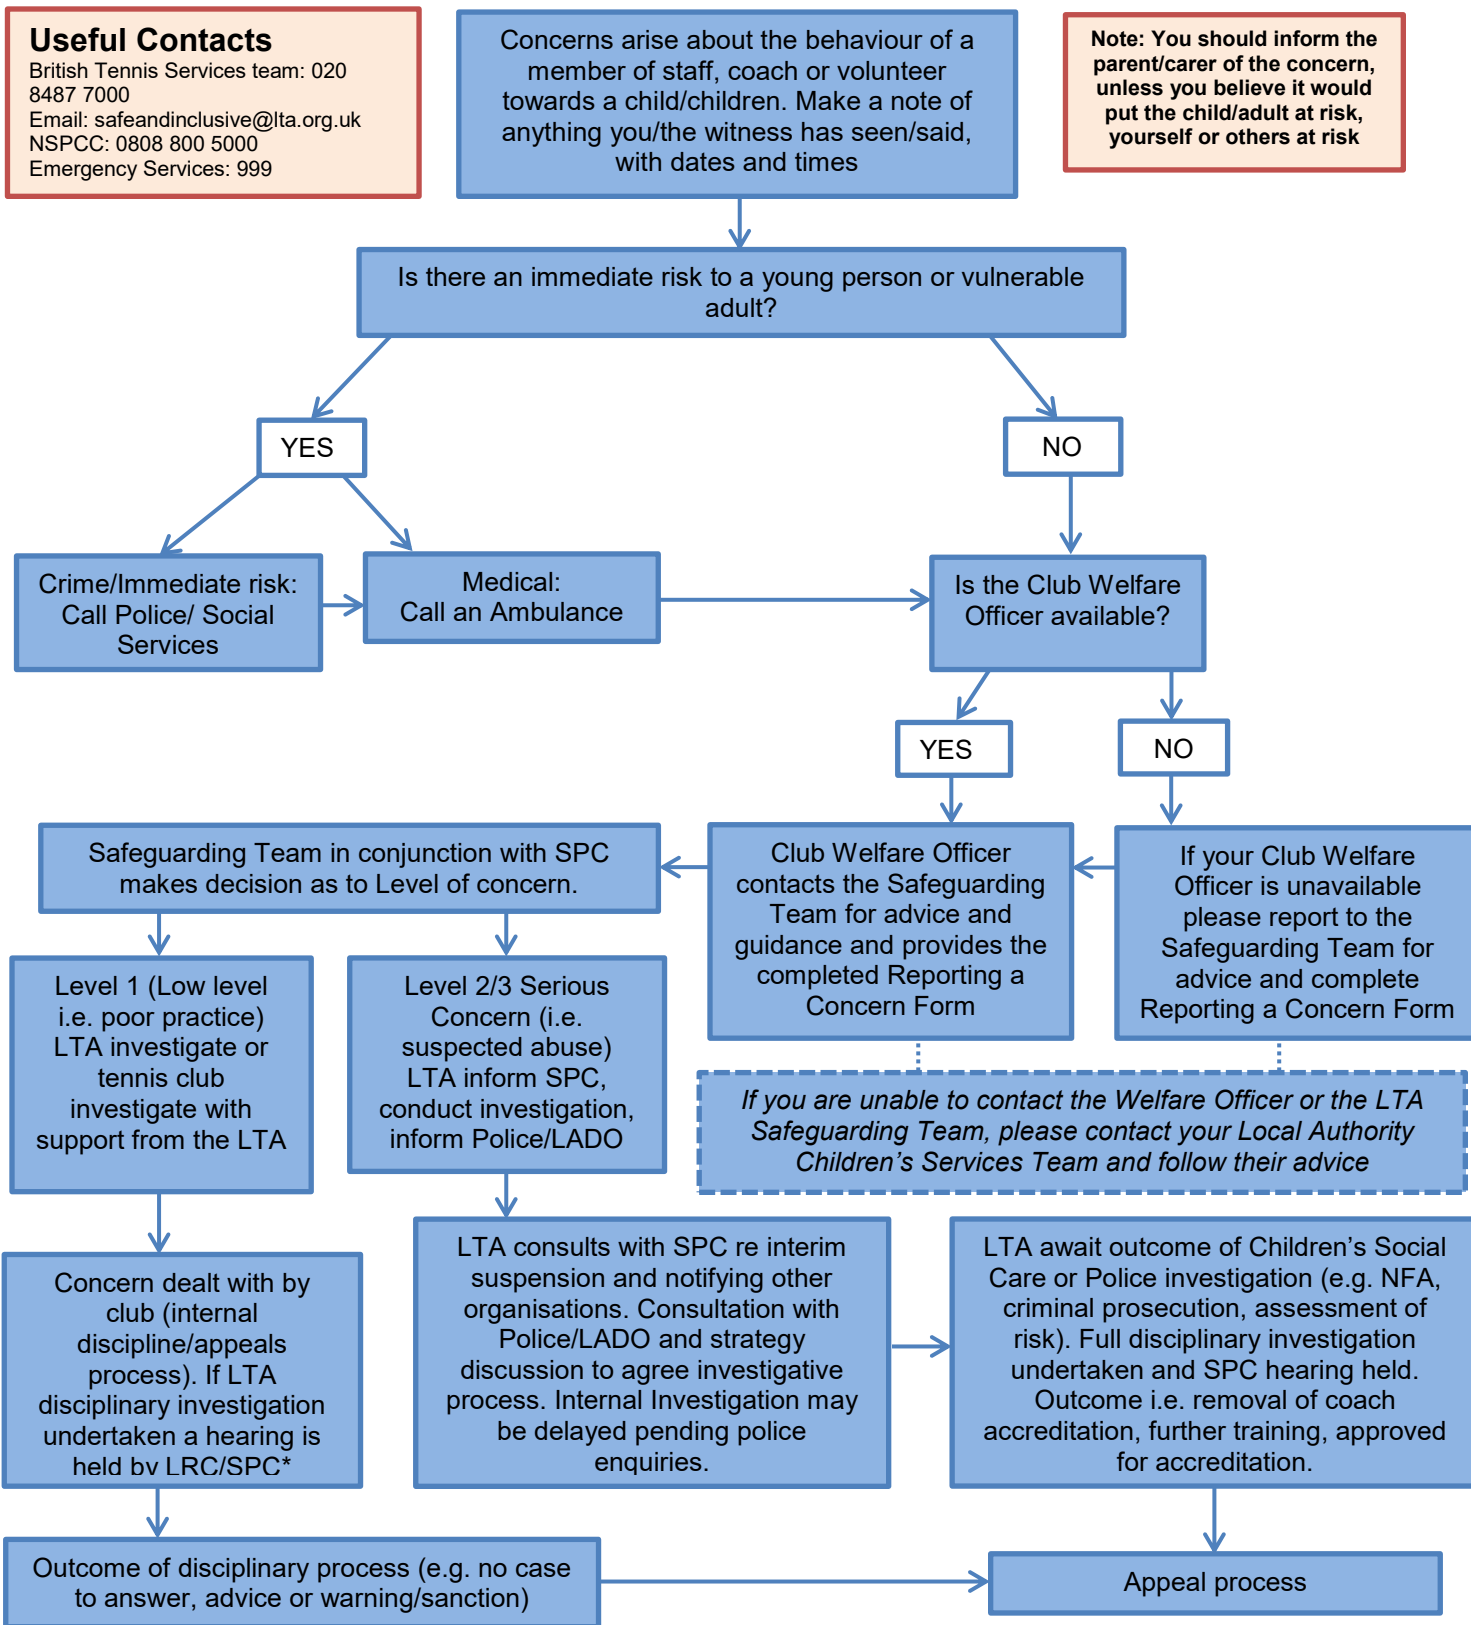 Useful Contacts
British Tennis Services team: 020
8487 7000
Email: safeandinclusive@lta.org.uk
NSPCC: 0808 800 5000
Emergency Services: 999
Concerns arise about the behaviour of a
member of staff, coach or volunteer
towards a child/children. Make a note of
anything you/the witness has seen/said,
with dates and times
Note: You should inform the
parent/carer of the concern,
unless you believe it would
put the child/adult at risk,
yourself or others at risk
Is there an immediate risk to a young person or vulnerable
adult?
YES
NO
Crime/Immediate risk:
Call Police/ Social
Services
Medical:
Call an Ambulance
Is the Club Welfare
Officer available?
YES
NO
Safeguarding Team in conjunction with SPC
makes decision as to Level of concern.
Club Welfare Officer
contacts the Safeguarding
Team for advice and
guidance and provides the
completed Reporting a
Concern Form
If your Club Welfare
Officer is unavailable
please report to the
Safeguarding Team for
advice and complete
Reporting a Concern Form
Level 1 (Low level
i.e. poor practice)
LTA investigate or
tennis club
investigate with
support from the LTA
Level 2/3 Serious
Concern (i.e.
suspected abuse)
LTA inform SPC,
conduct investigation,
inform Police/LADO
If you are unable to contact the Welfare Officer or the LTA
Safeguarding Team, please contact your Local Authority
Children’s Services Team and follow their advice
Concern dealt with by
club (internal
discipline/appeals
process). If LTA
disciplinary investigation
undertaken a hearing is
held by LRC/SPC*
LTA consults with SPC re interim
suspension and notifying other
organisations. Consultation with
Police/LADO and strategy
discussion to agree investigative
process. Internal Investigation may
be delayed pending police
enquiries.
LTA await outcome of Children’s Social
Care or Police investigation (e.g. NFA,
criminal prosecution, assessment of
risk). Full disciplinary investigation
undertaken and SPC hearing held.
Outcome i.e. removal of coach
accreditation, further training, approved
for accreditation.
Outcome of disciplinary process (e.g. no case
to answer, advice or warning/sanction)
Appeal process